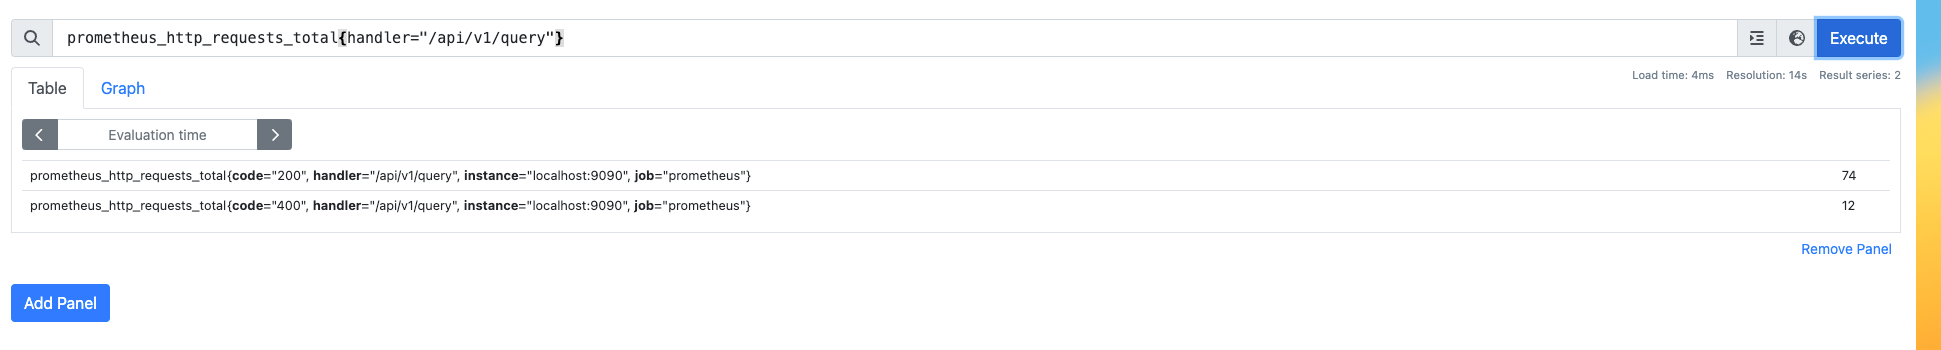 prometheus_http_requests_total{handler="/api/v1/query"}
Execute
Table
Graph
Load time: 4ms Resolution: 14s Result series: 2
Evaluation time
prometheus_http_requests_total{code="200", handler="/api/v1/query", instance="localhost:9090", job="prometheus"} 74
prometheus_http_requests_total{code="400", handler="/api/v1/query", instance="localhost:9090", job="prometheus"} 12
Remove Panel
Add Panel